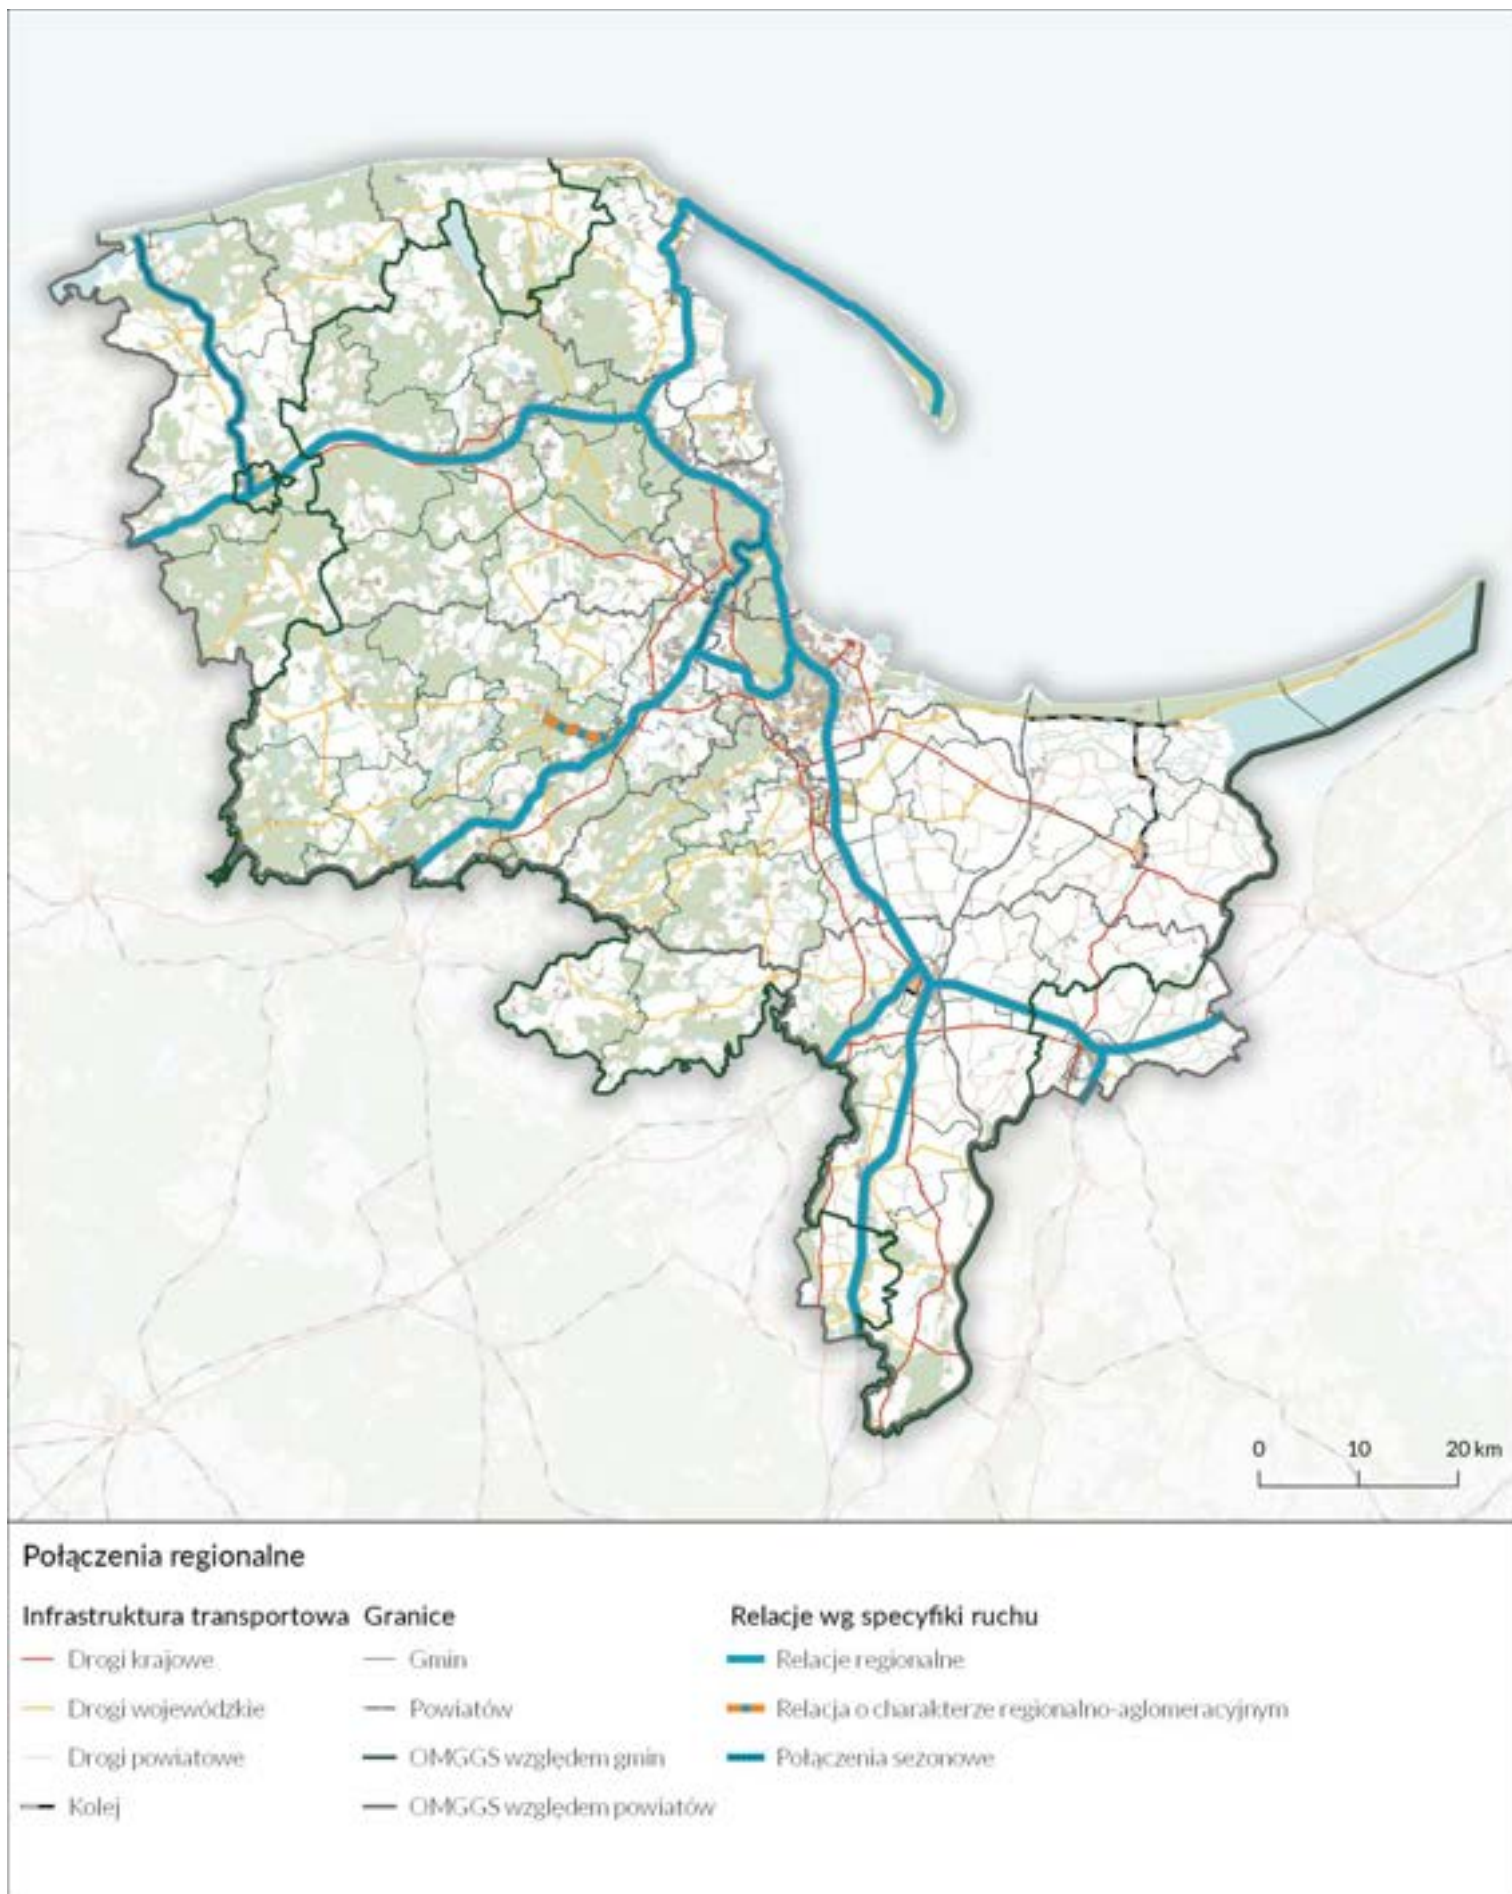 0 10 20 km
Połączenia regionalne
Infrastruktura transportowa Granice Relacje wg specyfiki ruchu
Drogi krajowe Gmin Relacje regionalne
Drogi wojewódzkie Powiatów Relacja o charakterze regionalno-aglomeracyjnym
Drogi powiatowe OMGGS względem gmin Połączenia sezonowe
Kolej OMGGS względem powiatów